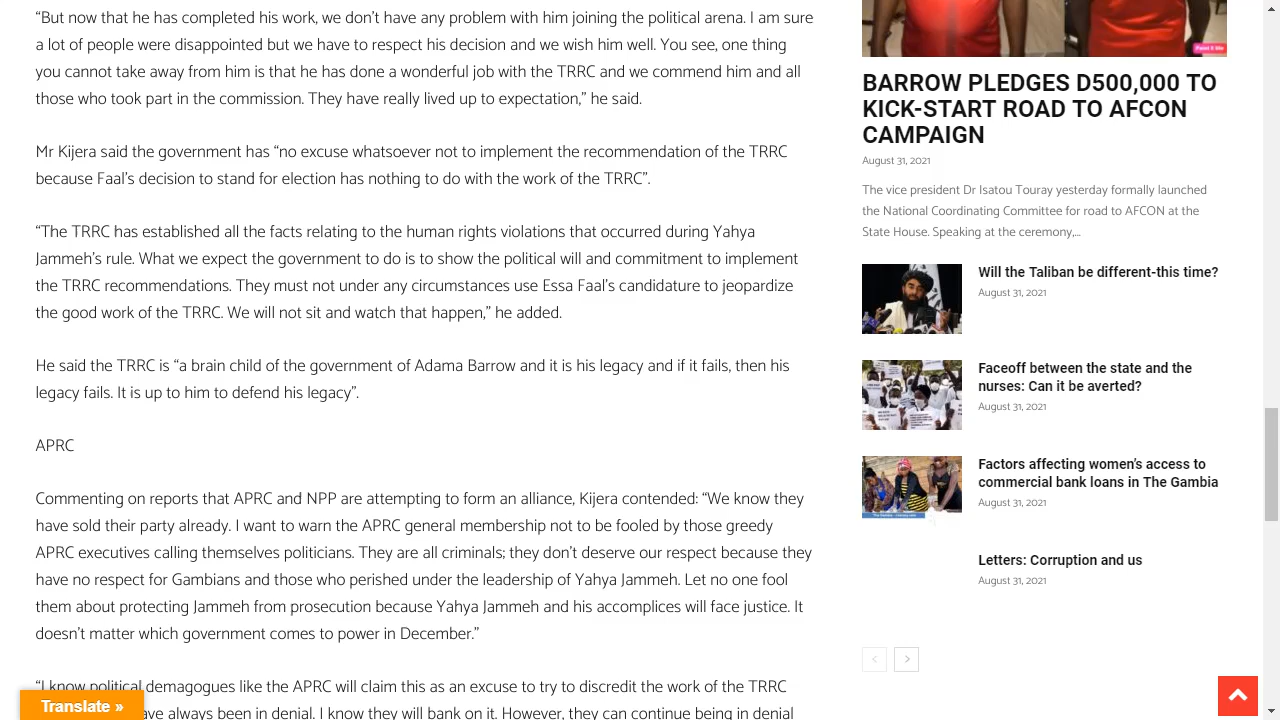 “But now that he has completed his work, we don’t have any problem with him joining the political arena. I am sure
a lot of people were disappointed but we have to respect his decision and we wish him well. You see, one thing
you cannot take away from him is that he has done a wonderful job with the TRRC and we commend him and all
those who took part in the commission. They have really lived up to expectation,” he said.
Mr Kijera said the government has “no excuse whatsoever not to implement the recommendation of the TRRC
because Faal’s decision to stand for election has nothing to do with the work of the TRRC”.
“The TRRC has established all the facts relating to the human rights violations that occurred during Yahya
Jammeh’s rule. What we expect the government to do is to show the political will and commitment to implement
the TRRC recommendations. They must not under any circumstances use Essa Faal’s candidature to jeopardize
the good work of the TRRC. We will not sit and watch that happen,” he added.
He said the TRRC is “a brain child of the government of Adama Barrow and it is his legacy and if it fails, then his
legacy fails. It is up to him to defend his legacy”.
APRC
Commenting on reports that APRC and NPP are attempting to form an alliance, Kijera contended: “We know they
have sold their party to NPP. I want to warn the APRC general membership not to be fooled by those greedy
APRC executives calling themselves politicians. They are all criminals; they don’t deserve our respect because they
have no respect for Gambians and those who perished under the leadership of Yahya Jammeh. Let no one fool
them about protecting Jammeh from prosecution because Yahya Jammeh and his accomplices will face justice. It
doesn’t matter which government comes to power in December.”
“I know political demagogues like the APRC will claim this as an excuse to try to discredit the work of the TRRC
ave always been in denial. I know they will bank on it. However, they can continue being in denial
Translate »
BARROW PLEDGES D500,000 TO
KICK-START ROAD TO AFCON
CAMPAIGN
August 31, 2021
The vice president Dr Isatou Touray yesterday formally launched
the National Coordinating Committee for road to AFCON at the
State House. Speaking at the ceremony,...
Will the Taliban be different-this time?
August 31, 2021
Faceoff between the state and the
nurses: Can it be averted?
August 31, 2021
Factors affecting women’s access to
commercial bank loans in The Gambia
August 31, 2021
Letters: Corruption and us
August 31, 2021